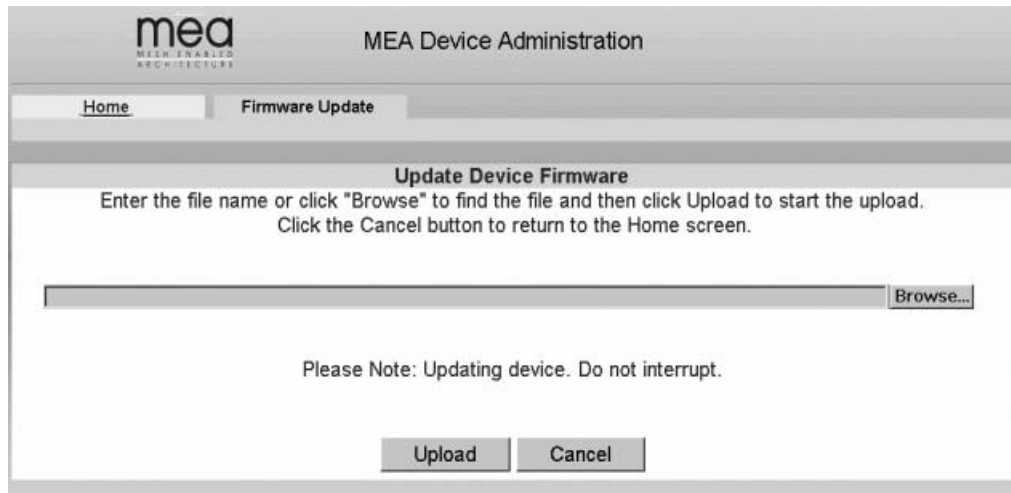 mea
MESH ENABLED
ARCHITECTURE
MEA Device Administration
Home
Firmware Update
Update Device Firmware
Enter the file name or click "Browse" to find the file and then click Upload to start the upload.
Click the Cancel button to return to the Home screen.
Browse...
Please Note: Updating device. Do not interrupt.
Upload
Cancel